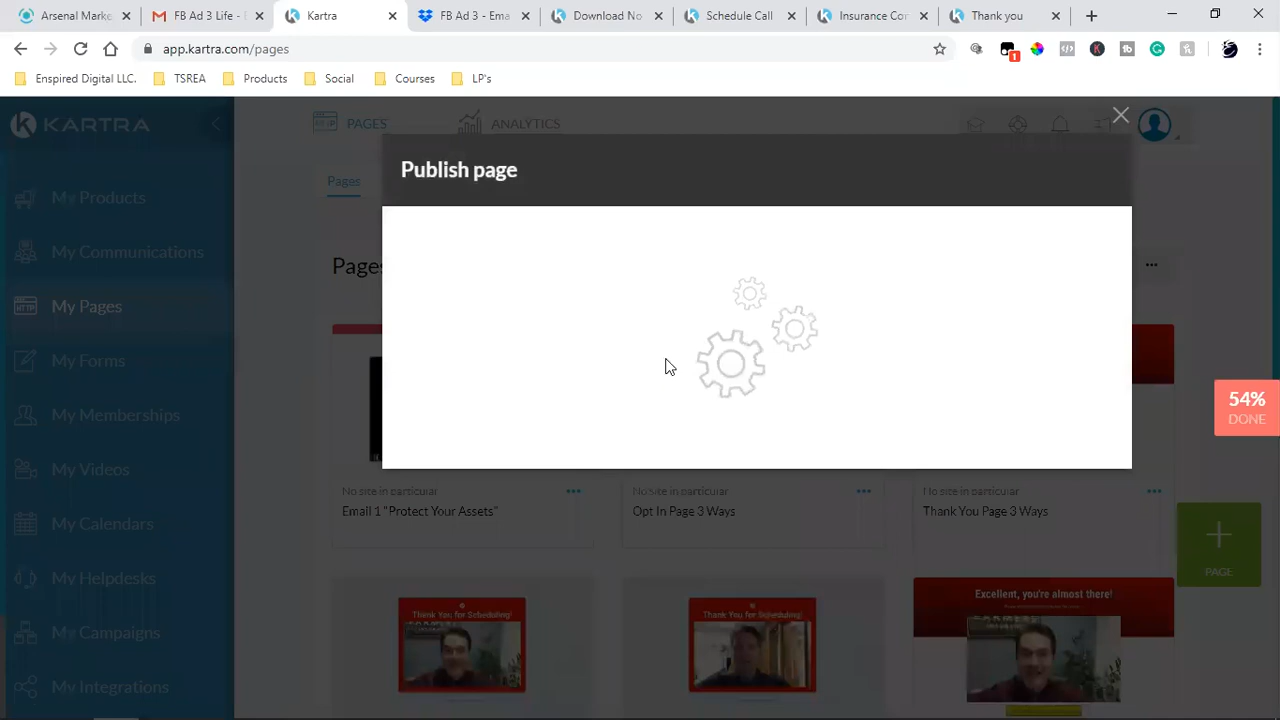 Arsenal Marke
FB Ad 3 Life -
Kartra
FB Ad 3 - Ema
Download No
Schedule Call
Insurance Cor
Thank you
app.kartra.com/pages
1
Enspired Digital LLC.
TSREA
Products
Social
Courses
LP's
KARTRA
PAGES
ANALYTICS
Publish page
My Products
Pages
My Communications
Pages
My Pages
My Forms
54%
DONE
My Memberships
My Videos
No site in particular
No site in particular
No site in particular
Email 1 "Protect Your Assets"
Opt In Page 3 Ways
Thank You Page 3 Ways
My Calendars
PAGE
My Helpdesks
Thank You for Scheduling!
Thank You for Scheduling!
Excellent, you're almost there!
My Campaigns
My Integrations